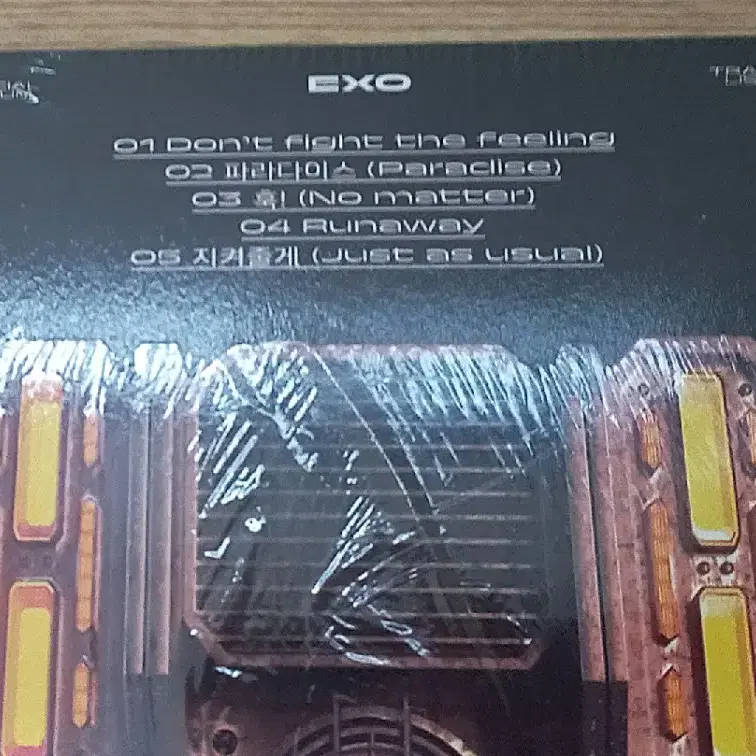 EXO
01 Don't fight the feeling
02 파라다이스 (Paradise)
03 훅! (No matter)
04 Runaway
05 지켜줄게 (Just as usual)